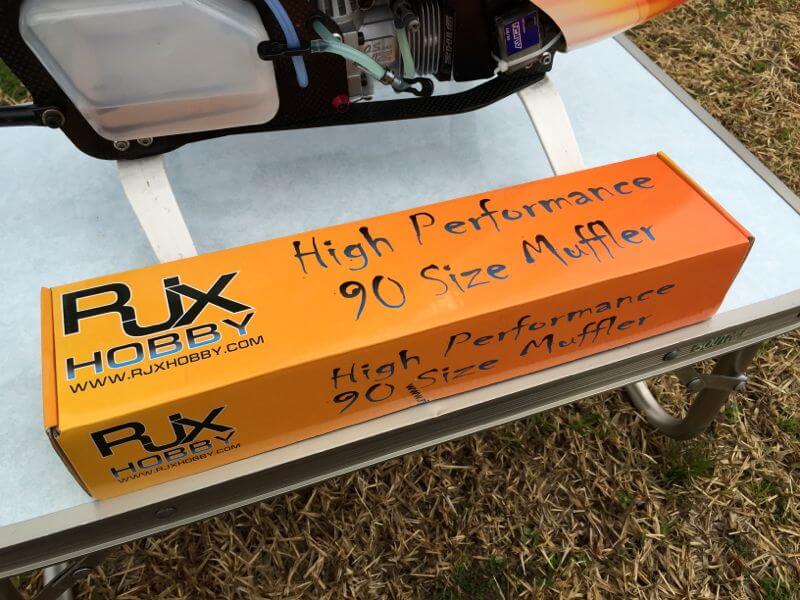 RJX
HOBBY
WWW.RJXHOBBY.COM
High Performance
90 Size Muffler
RJX
HOBBY
WWW.RJXHOBBY.COM
High Performance
90 Size Muffler